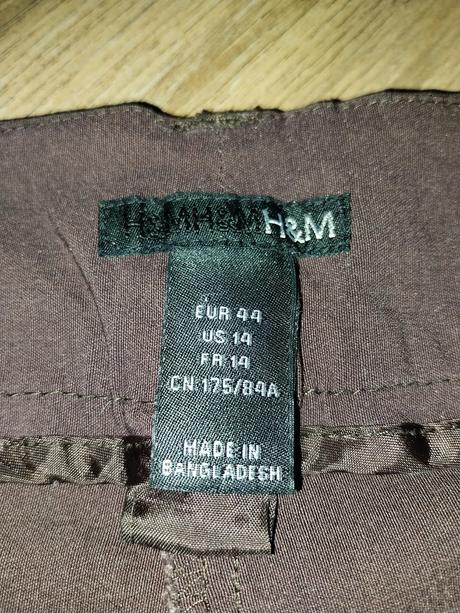 H&MH&MH&M
EUR 44
US 14
FR 14
CN 175/84A
MADE IN
BANGLADESH